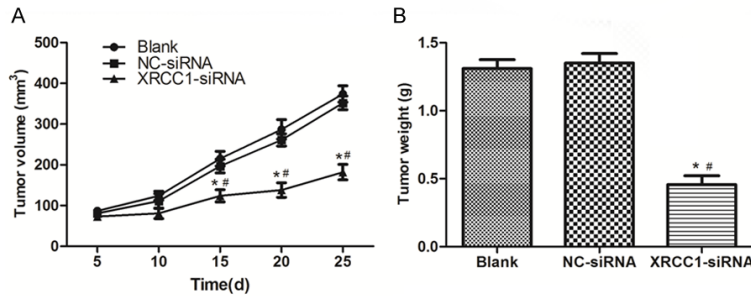 A
Tumor volume (mm³)
500
400
300
200
100
0
Blank
NC-siRNA
XRCC1-siRNA
*#
*#
*#
5
10
15
20
25
Time(d)
B
Tumor weight (g)
1.5
1.0
0.5
0.0
*#
Blank
NC-siRNA
XRCC1-siRNA